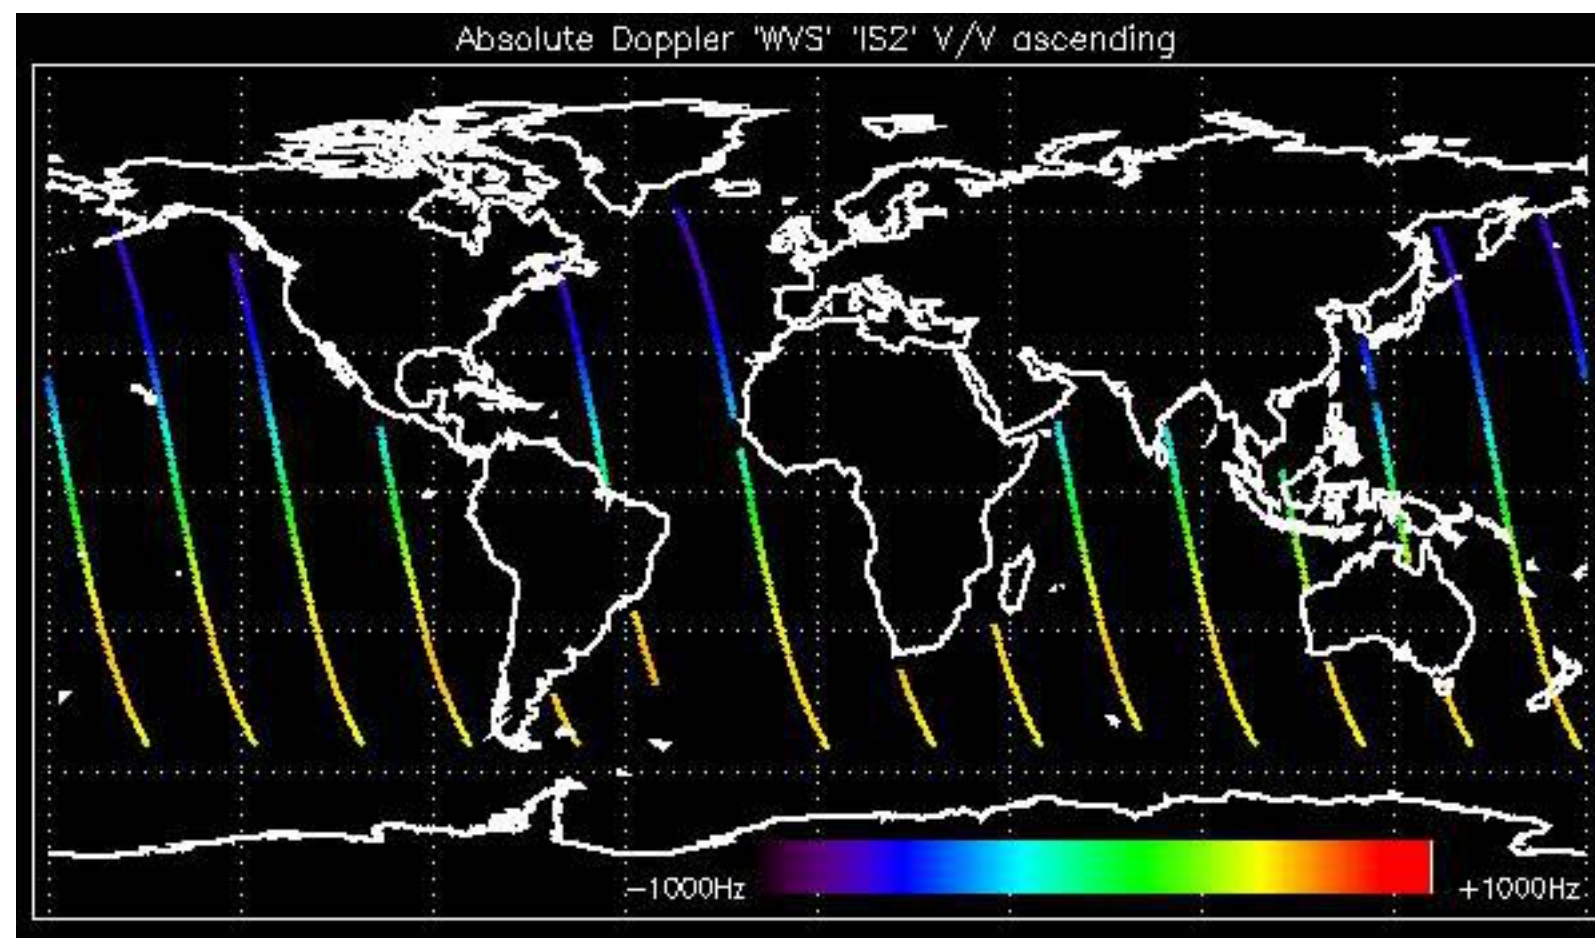 Absolute Doppler 'WVS' 'IS2' V/V ascending
−1000Hz +1000Hz